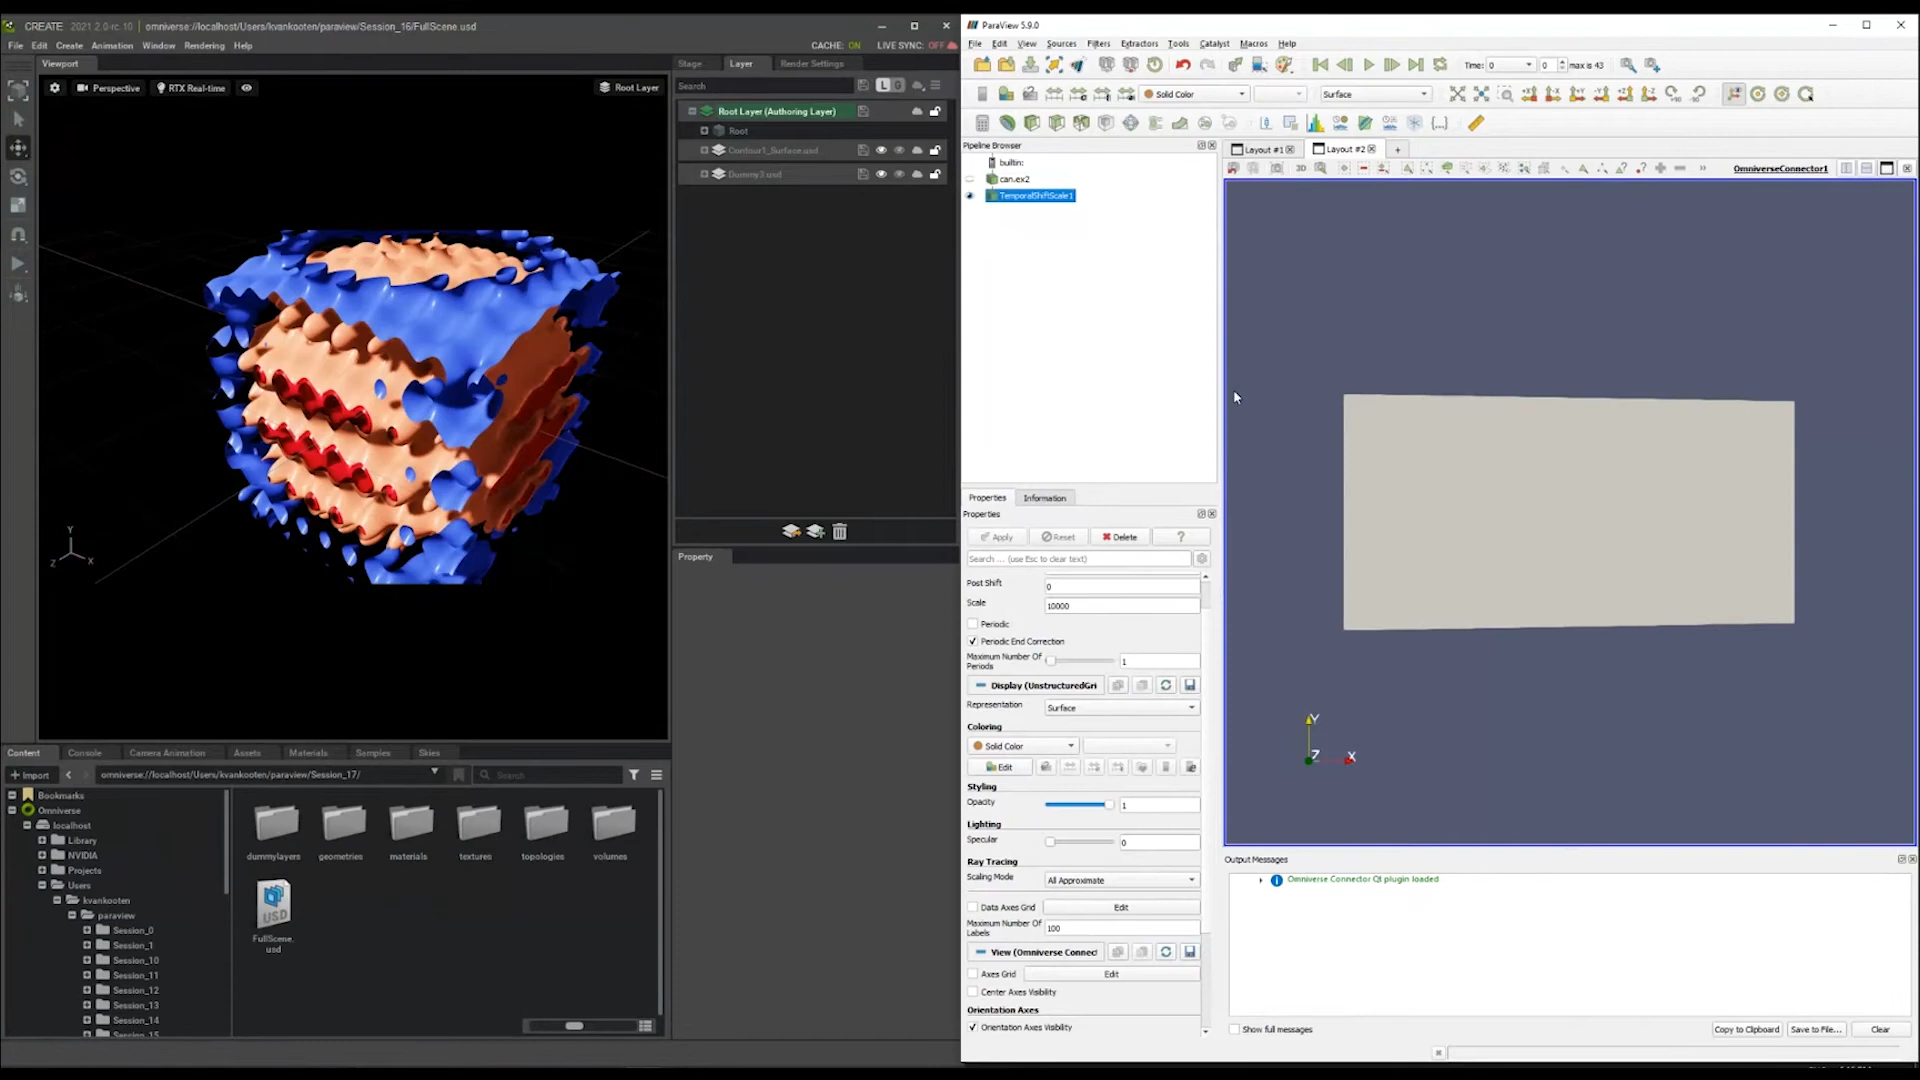 CREATE 2021.2.0-rc.10 omniverse://localhost/Users/kvankooten/paraview/Session_16/FullScene.usd
File Edit Create Animation Window Rendering Help
CACHE: ON LIVE SYNC: OFF
Viewport
Perspective RTX Real-time
Root Layer
Y
Z X
Stage Layer Render Settings
Search
L G
Root Layer (Authoring Layer)
Root
Contour1_Surface.usd
Dummy3.usd
Property
Content Console Camera Animation Assets Materials Samples Skies
+ Import omniverse://localhost/Users/kvankooten/paraview/Session_17/ Search
Bookmarks
Omniverse
localhost
Library
NVIDIA
Projects
Users
kvankooten
paraview
Session_0
Session_1
Session_10
Session_11
Session_12
Session_13
Session_14
Session_15
dummylayers geometries materials textures topologies volumes
USD
FullScene.
usd
ParaView 5.9.0
File Edit View Sources Filters Extractors Tools Catalyst Macros Help
Time: 0 0 max is 43
Solid Color Surface
Pipeline Browser
builtin:
can.ex2
TemporalShiftScale1
Properties Information
Properties
Apply Reset Delete ?
Search ... (use Esc to clear text)
Post Shift 0
Scale 10000
Periodic
Periodic End Correction
Maximum Number Of
Periods 1
Display (UnstructuredGri
Representation Surface
Coloring
Solid Color
Edit
Styling
Opacity 1
Lighting
Specular 0
Ray Tracing
Scaling Mode All Approximate
Data Axes Grid Edit
Maximum Number Of
Labels 100
View (Omniverse Connect
Axes Grid Edit
Center Axes Visibility
Orientation Axes
Orientation Axes Visibility
Layout #1 Layout #2 +
3D OmniverseConnector1
Y
Z X
Output Messages
Omniverse Connector Qt plugin loaded
Show full messages Copy to Clipboard Save to File... Clear